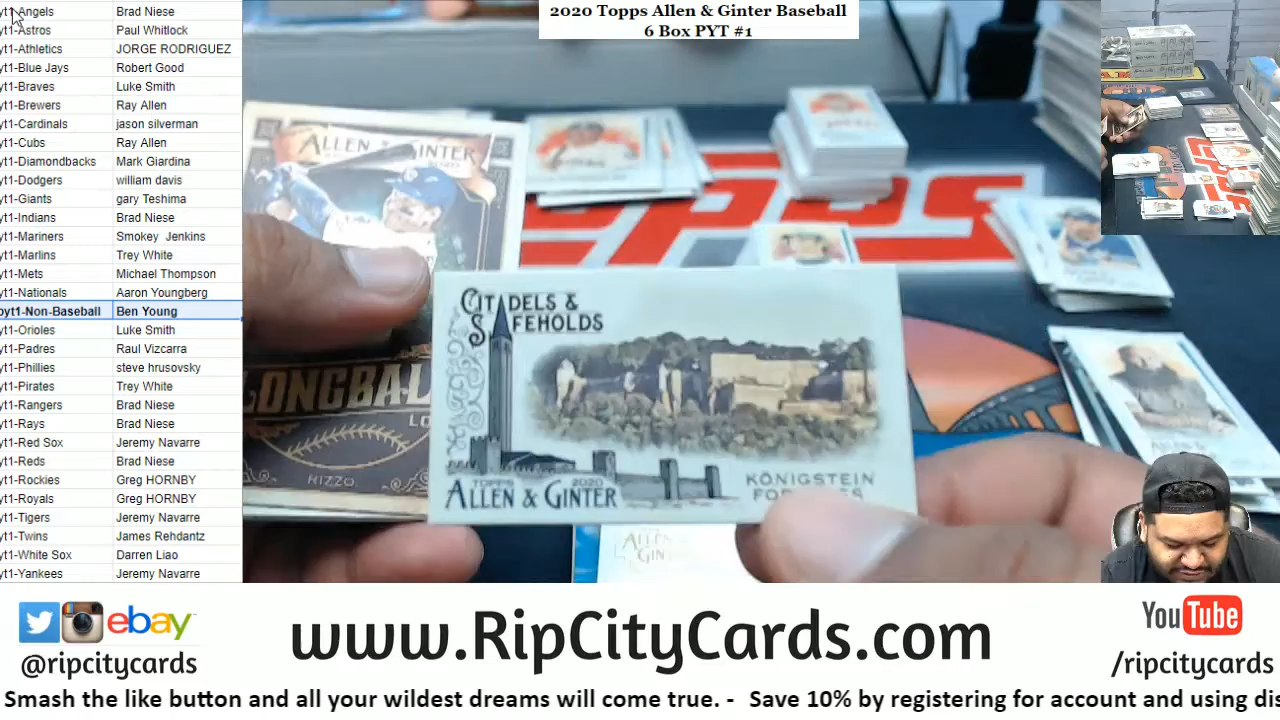 2020 Topps Allen & Ginter Baseball
6 Box PYT #1
yt1-Angels Brad Niese
yt1-Astros Paul Whitlock
yt1-Athletics JORGE RODRIGUEZ
yt1-Blue Jays Robert Good
yt1-Braves Luke Smith
yt1-Brewers Ray Allen
yt1-Cardinals jason silverman
yt1-Cubs Ray Allen
yt1-Diamondbacks Mark Giardina
yt1-Dodgers william davis
yt1-Giants gary Teshima
yt1-Indians Brad Niese
yt1-Mariners Smokey Jenkins
yt1-Marlins Trey White
yt1-Mets Michael Thompson
yt1-Nationals Aaron Youngberg
pyt1-Non-Baseball Ben Young
yt1-Orioles Luke Smith
yt1-Padres Raul Vizcarra
yt1-Phillies steve hrusovsky
yt1-Pirates Trey White
yt1-Rangers Brad Niese
yt1-Rays Brad Niese
yt1-Red Sox Jeremy Navarre
yt1-Reds Brad Niese
yt1-Rockies Greg HORNBY
yt1-Royals Greg HORNBY
yt1-Tigers Jeremy Navarre
yt1-Twins James Rehdantz
yt1-White Sox Darren Liao
yt1-Yankees Jeremy Navarre
ALLEN & GINTER
LONGBAL
LO
RIZZO
CITADELS &
SAFEHOLDS
KÖNIGSTEIN
TOPPS 2020
ALLEN & GINTER
ALLEN &
GIN
ebay
@ripcitycards
www.RipCityCards.com
YouTube
/ripcitycards
Smash the like button and all your wildest dreams will come true. - Save 10% by registering for account and using dis